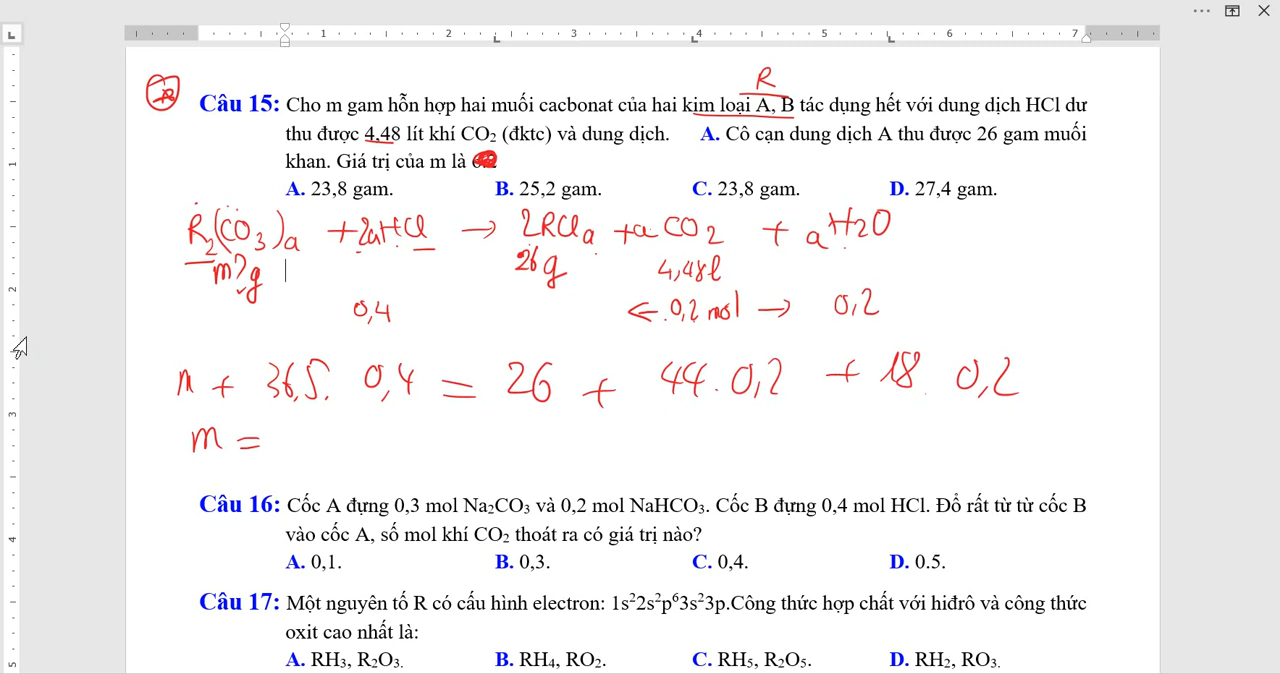 1 2 3 4 5 6 7
R
Câu 15: Cho m gam hỗn hợp hai muối cacbonat của hai kim loại A, B tác dụng hết với dung dịch HCl dư
thu được 4,48 lít khí CO₂ (đktc) và dung dịch. A. Cô cạn dung dịch A thu được 26 gam muối
khan. Giá trị của m là
A. 23,8 gam. B. 25,2 gam. C. 23,8 gam. D. 27,4 gam.
R₂(CO₃)ₐ + 2aHCl → 2RClₐ + aCO₂ + aH₂O
m?g 26g 4,48l
0,4 ← 0,2 mol → 0,2
m + 36,5. 0,4 = 26 + 44. 0,2 + 18. 0,2
m =
Câu 16: Cốc A đựng 0,3 mol Na₂CO₃ và 0,2 mol NaHCO₃. Cốc B đựng 0,4 mol HCl. Đổ rất từ từ cốc B
vào cốc A, số mol khí CO₂ thoát ra có giá trị nào?
A. 0,1. B. 0,3. C. 0,4. D. 0.5.
Câu 17: Một nguyên tố R có cấu hình electron: 1s²2s²p⁶3s²3p.Công thức hợp chất với hiđrô và công thức
oxit cao nhất là:
A. RH₃, R₂O₃. B. RH₄, RO₂. C. RH₅, R₂O₅. D. RH₂, RO₃.